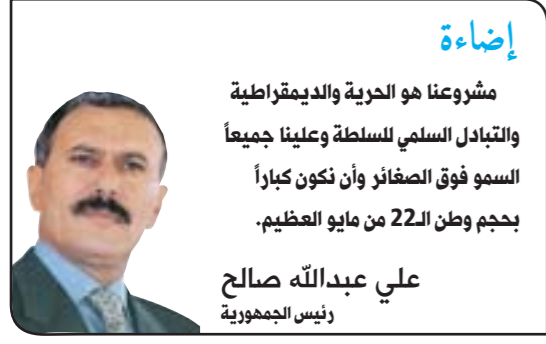 إضاءة
مشروعنا هو الحرية والديمقراطية
والتبادل السلمي للسلطة وعلينا جميعاً
السمو فوق الصغائر وأن نكون كباراً
بحجم وطن الـ22 من مايو العظيم.
علي عبدالله صالح
رئيس الجمهورية